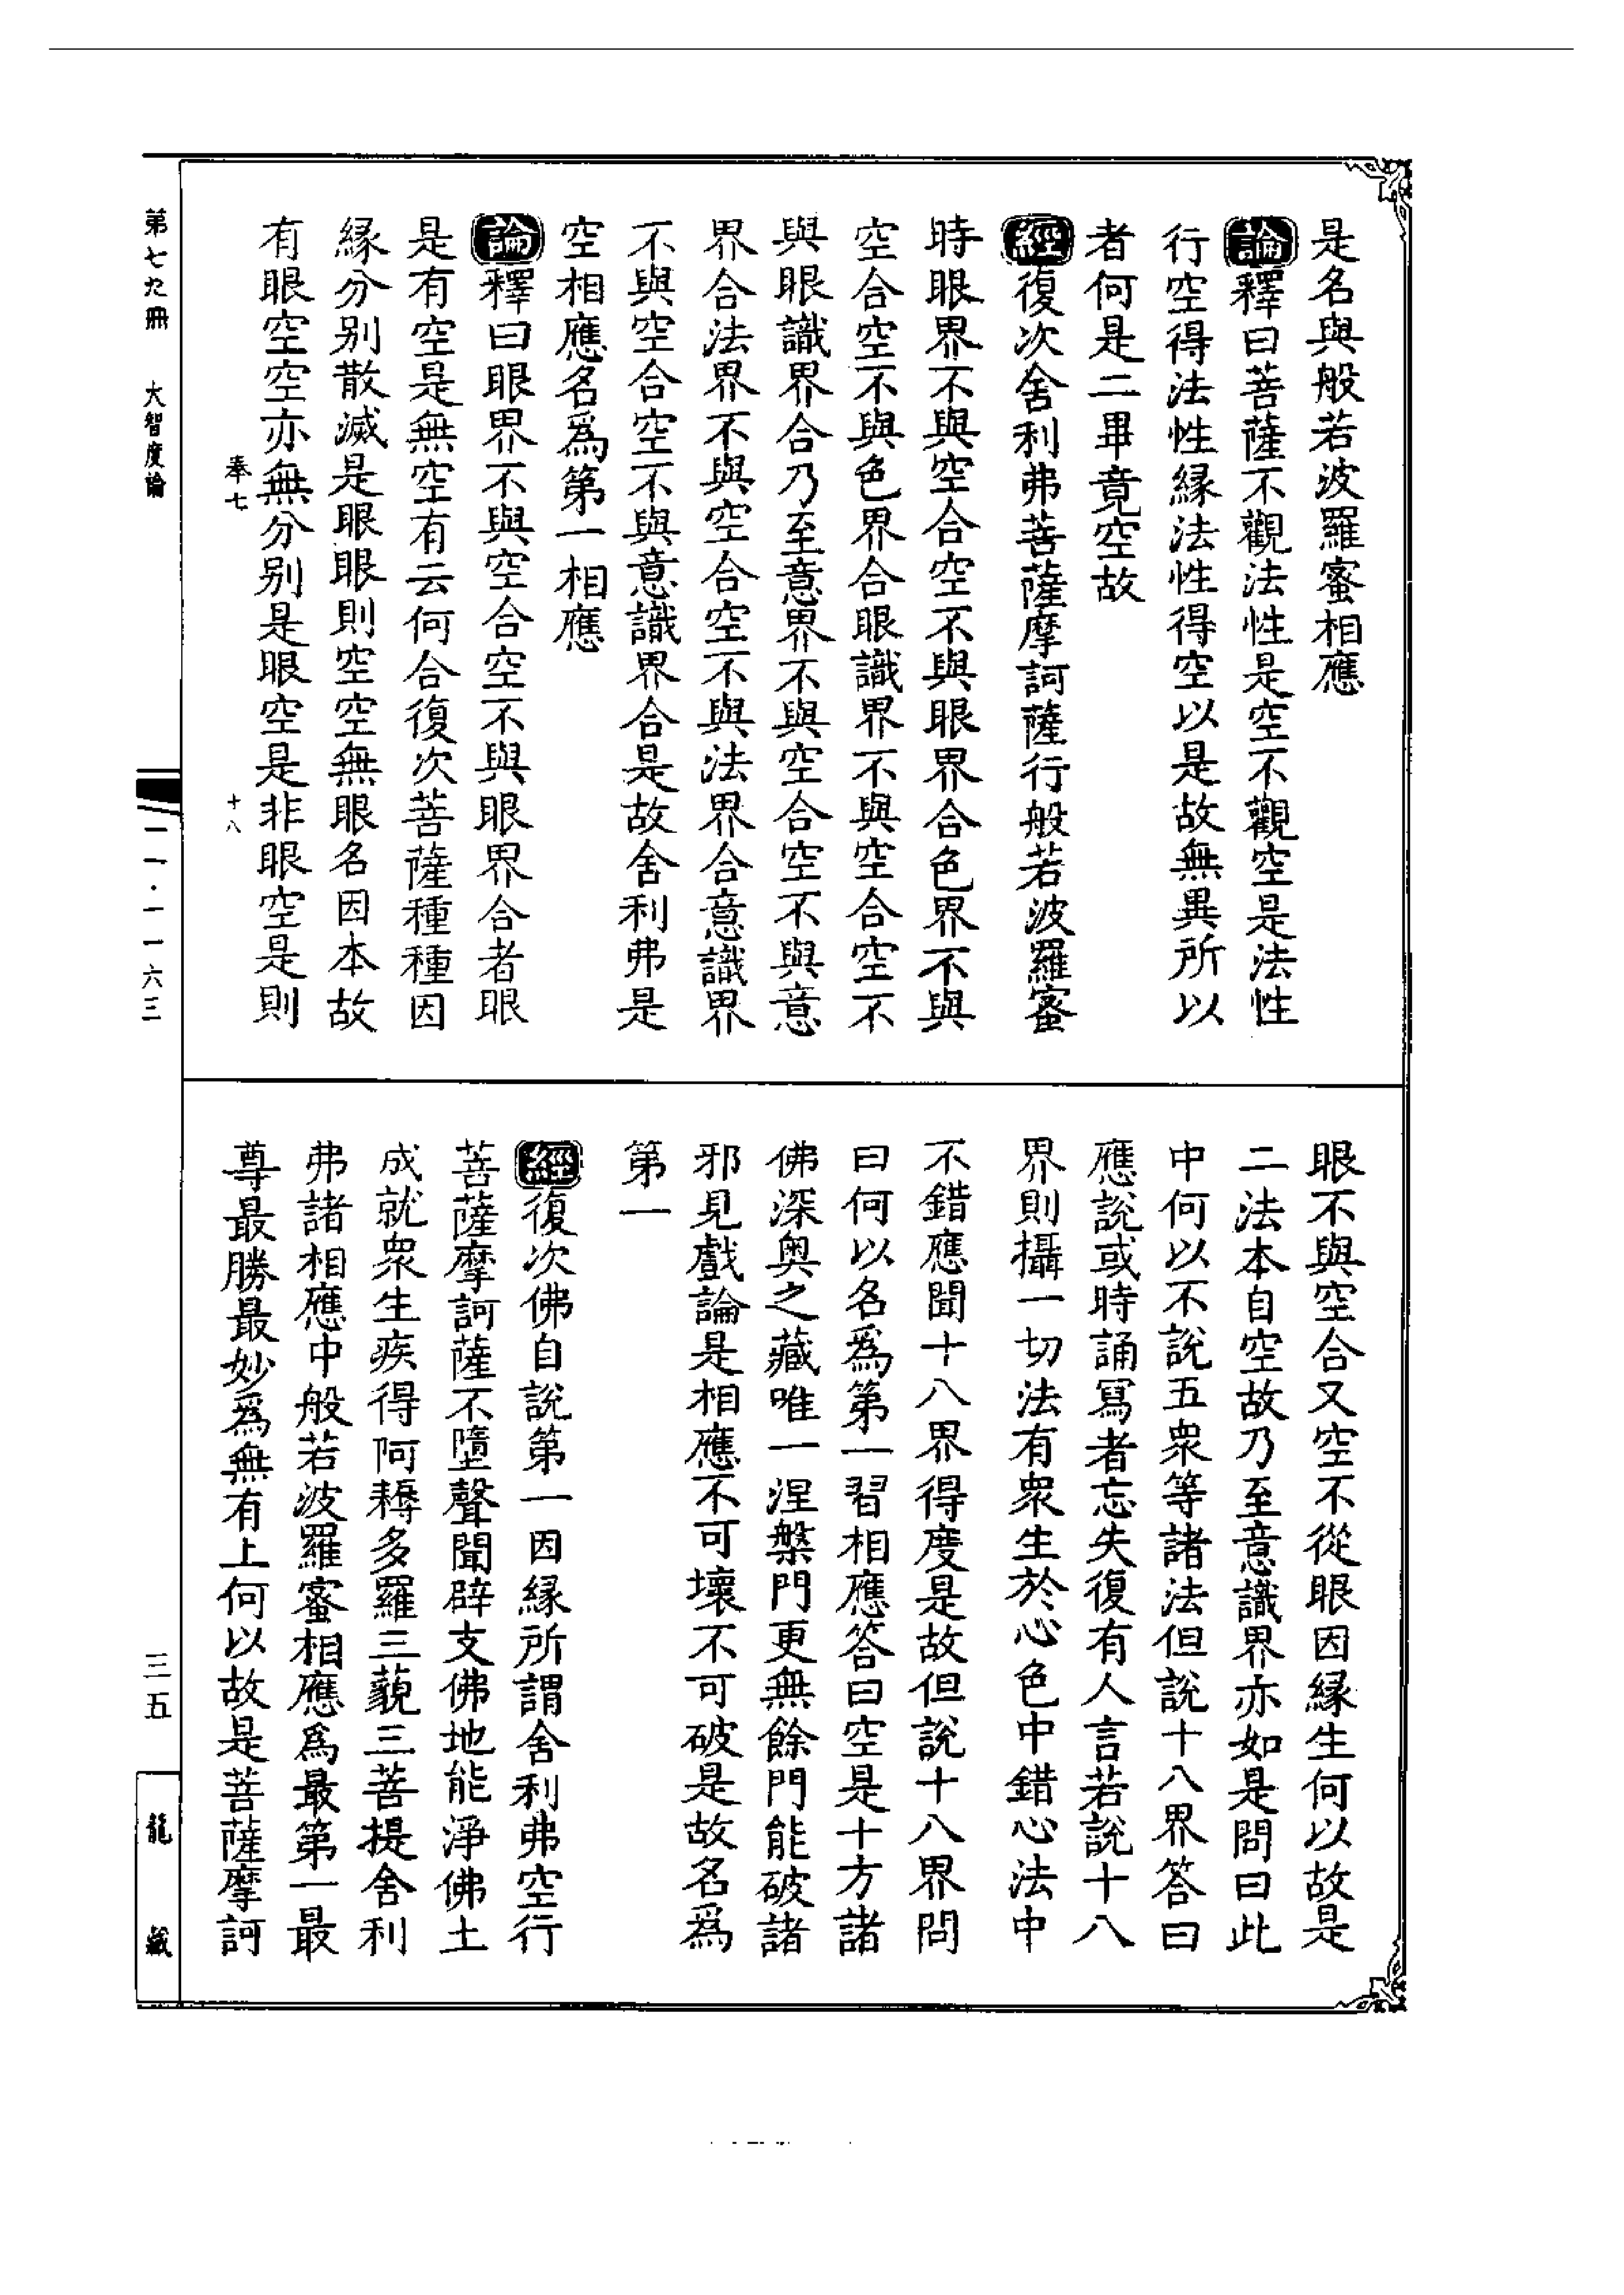 是名與般若波羅蜜相應
論釋曰菩薩不觀法性是空不觀空是法性
行空得法性緣法性得空以是故無異所以
者何是二畢竟空故
經復次舍利弗菩薩摩訶薩行般若波羅蜜
時眼界不與空合空不與眼界合色界不與
空合空不與色界合眼識界不與空合空不
與眼識界合乃至意界不與空合空不與意
界合法界不與空合空不與法界合意識界
不與空合空不與意識界合是故舍利弗是
空相應名爲第一相應
論釋曰眼界不與空合空不與眼界合者眼
是有空是無空有云何合復次菩薩種種因
緣分別散滅是眼眼則空空無眼名因本故
有眼空空亦無分別是眼空是非眼空是則
奉七
十八
眼不與空合又空不從眼因緣生何以故是
二法本自空故乃至意識界亦如是問曰此
中何以不說五衆等諸法但說十八界答曰
應說或時誦寫者忘失復有人言若說十八
界則攝一切法有衆生於心色中錯心法中
不錯應聞十八界得度是故但說十八界問
曰何以名爲第一習相應答曰空是十方諸
佛深奧之藏唯一涅槃門更無餘門能破諸
邪見戲論是相應不可壞不可破是故名爲
第一
經復次佛自說第一因緣所謂舍利弗空行
菩薩摩訶薩不墮聲聞辟支佛地能淨佛土
成就衆生疾得阿耨多羅三藐三菩提舍利
弗諸相應中般若波羅蜜相應爲最第一最
尊最勝最妙爲無有上何以故是菩薩摩訶
第七九冊 大智度論
一一·一一六三
三五
龍藏